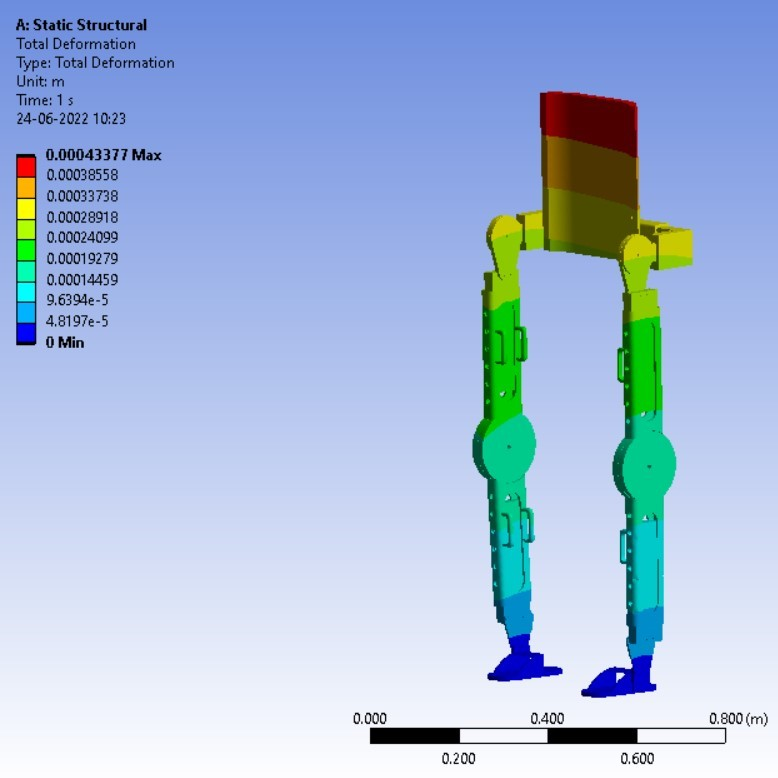 A: Static Structural
Total Deformation
Type: Total Deformation
Unit: m
Time: 1 s
24-06-2022 10:23
0.00043377 Max
0.00038558
0.00033738
0.00028918
0.00024099
0.00019279
0.00014459
9.6394e-5
4.8197e-5
0 Min
0.000 0.400 0.800 (m)
0.200 0.600